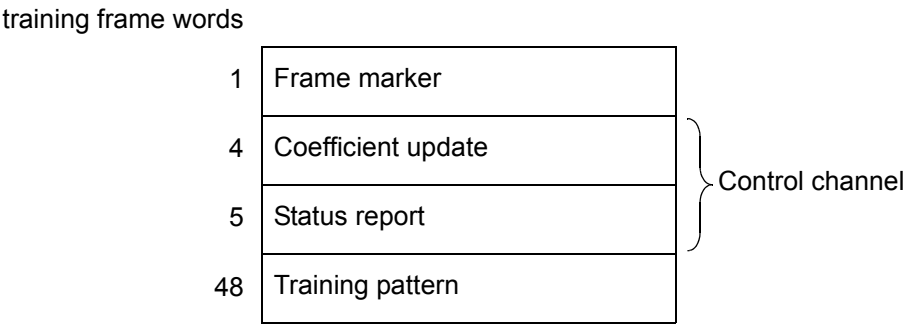 training frame words
1 Frame marker
4 Coefficient update
5 Status report
Control channel
48 Training pattern